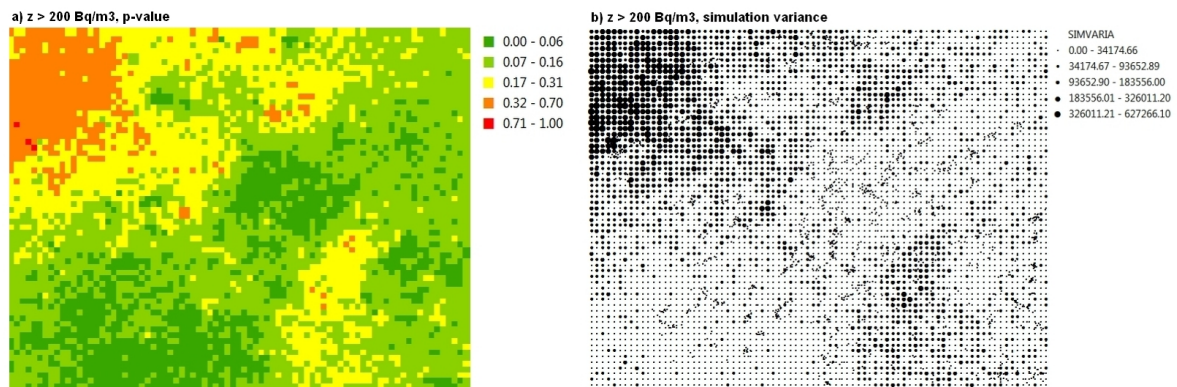 a) z > 200 Bq/m3, p-value
0.00 - 0.06
0.07 - 0.16
0.17 - 0.31
0.32 - 0.70
0.71 - 1.00
b) z > 200 Bq/m3, simulation variance
SIMVARIA
0.00 - 34174.66
34174.67 - 93652.89
93652.90 - 183556.00
183556.01 - 326011.20
326011.21 - 627266.10